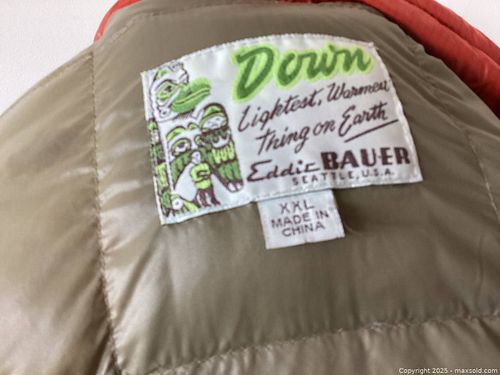 Down
Lightest, Warmest
Thing on Earth
Eddie BAUER
SEATTLE, U.S.A.
XXL
MADE IN
CHINA
Copyright 2025 - maxsold.com